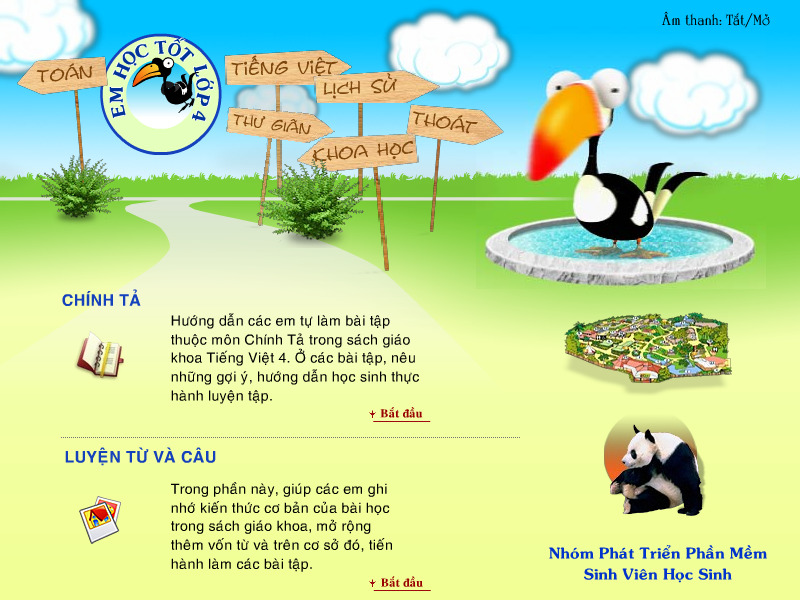 Âm thanh: Tắt/Mở
TOÁN
EM HỌC TỐT LỚP 4
TIẾNG VIỆT
LỊCH SỬ
THƯ GIÃN
THOÁT
KHOA HỌC
CHÍNH TẢ
Hướng dẫn các em tự làm bài tập
thuộc môn Chính Tả trong sách giáo
khoa Tiếng Việt 4. Ở các bài tập, nêu
những gợi ý, hướng dẫn học sinh thực
hành luyện tập.
Bắt đầu
LUYỆN TỪ VÀ CÂU
Trong phần này, giúp các em ghi
nhớ kiến thức cơ bản của bài học
trong sách giáo khoa, mở rộng
thêm vốn từ và trên cơ sở đó, tiến
hành làm các bài tập.
Bắt đầu
Nhóm Phát Triển Phần Mềm
Sinh Viên Học Sinh